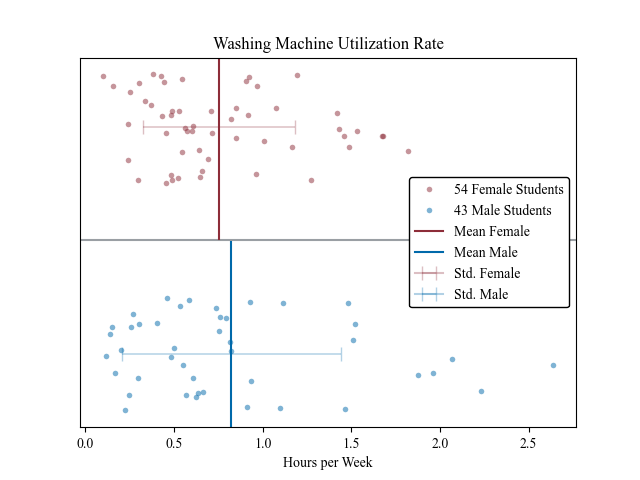 Washing Machine Utilization Rate
54 Female Students
43 Male Students
Mean Female
Mean Male
Std. Female
Std. Male
0.0 0.5 1.0 1.5 2.0 2.5
Hours per Week